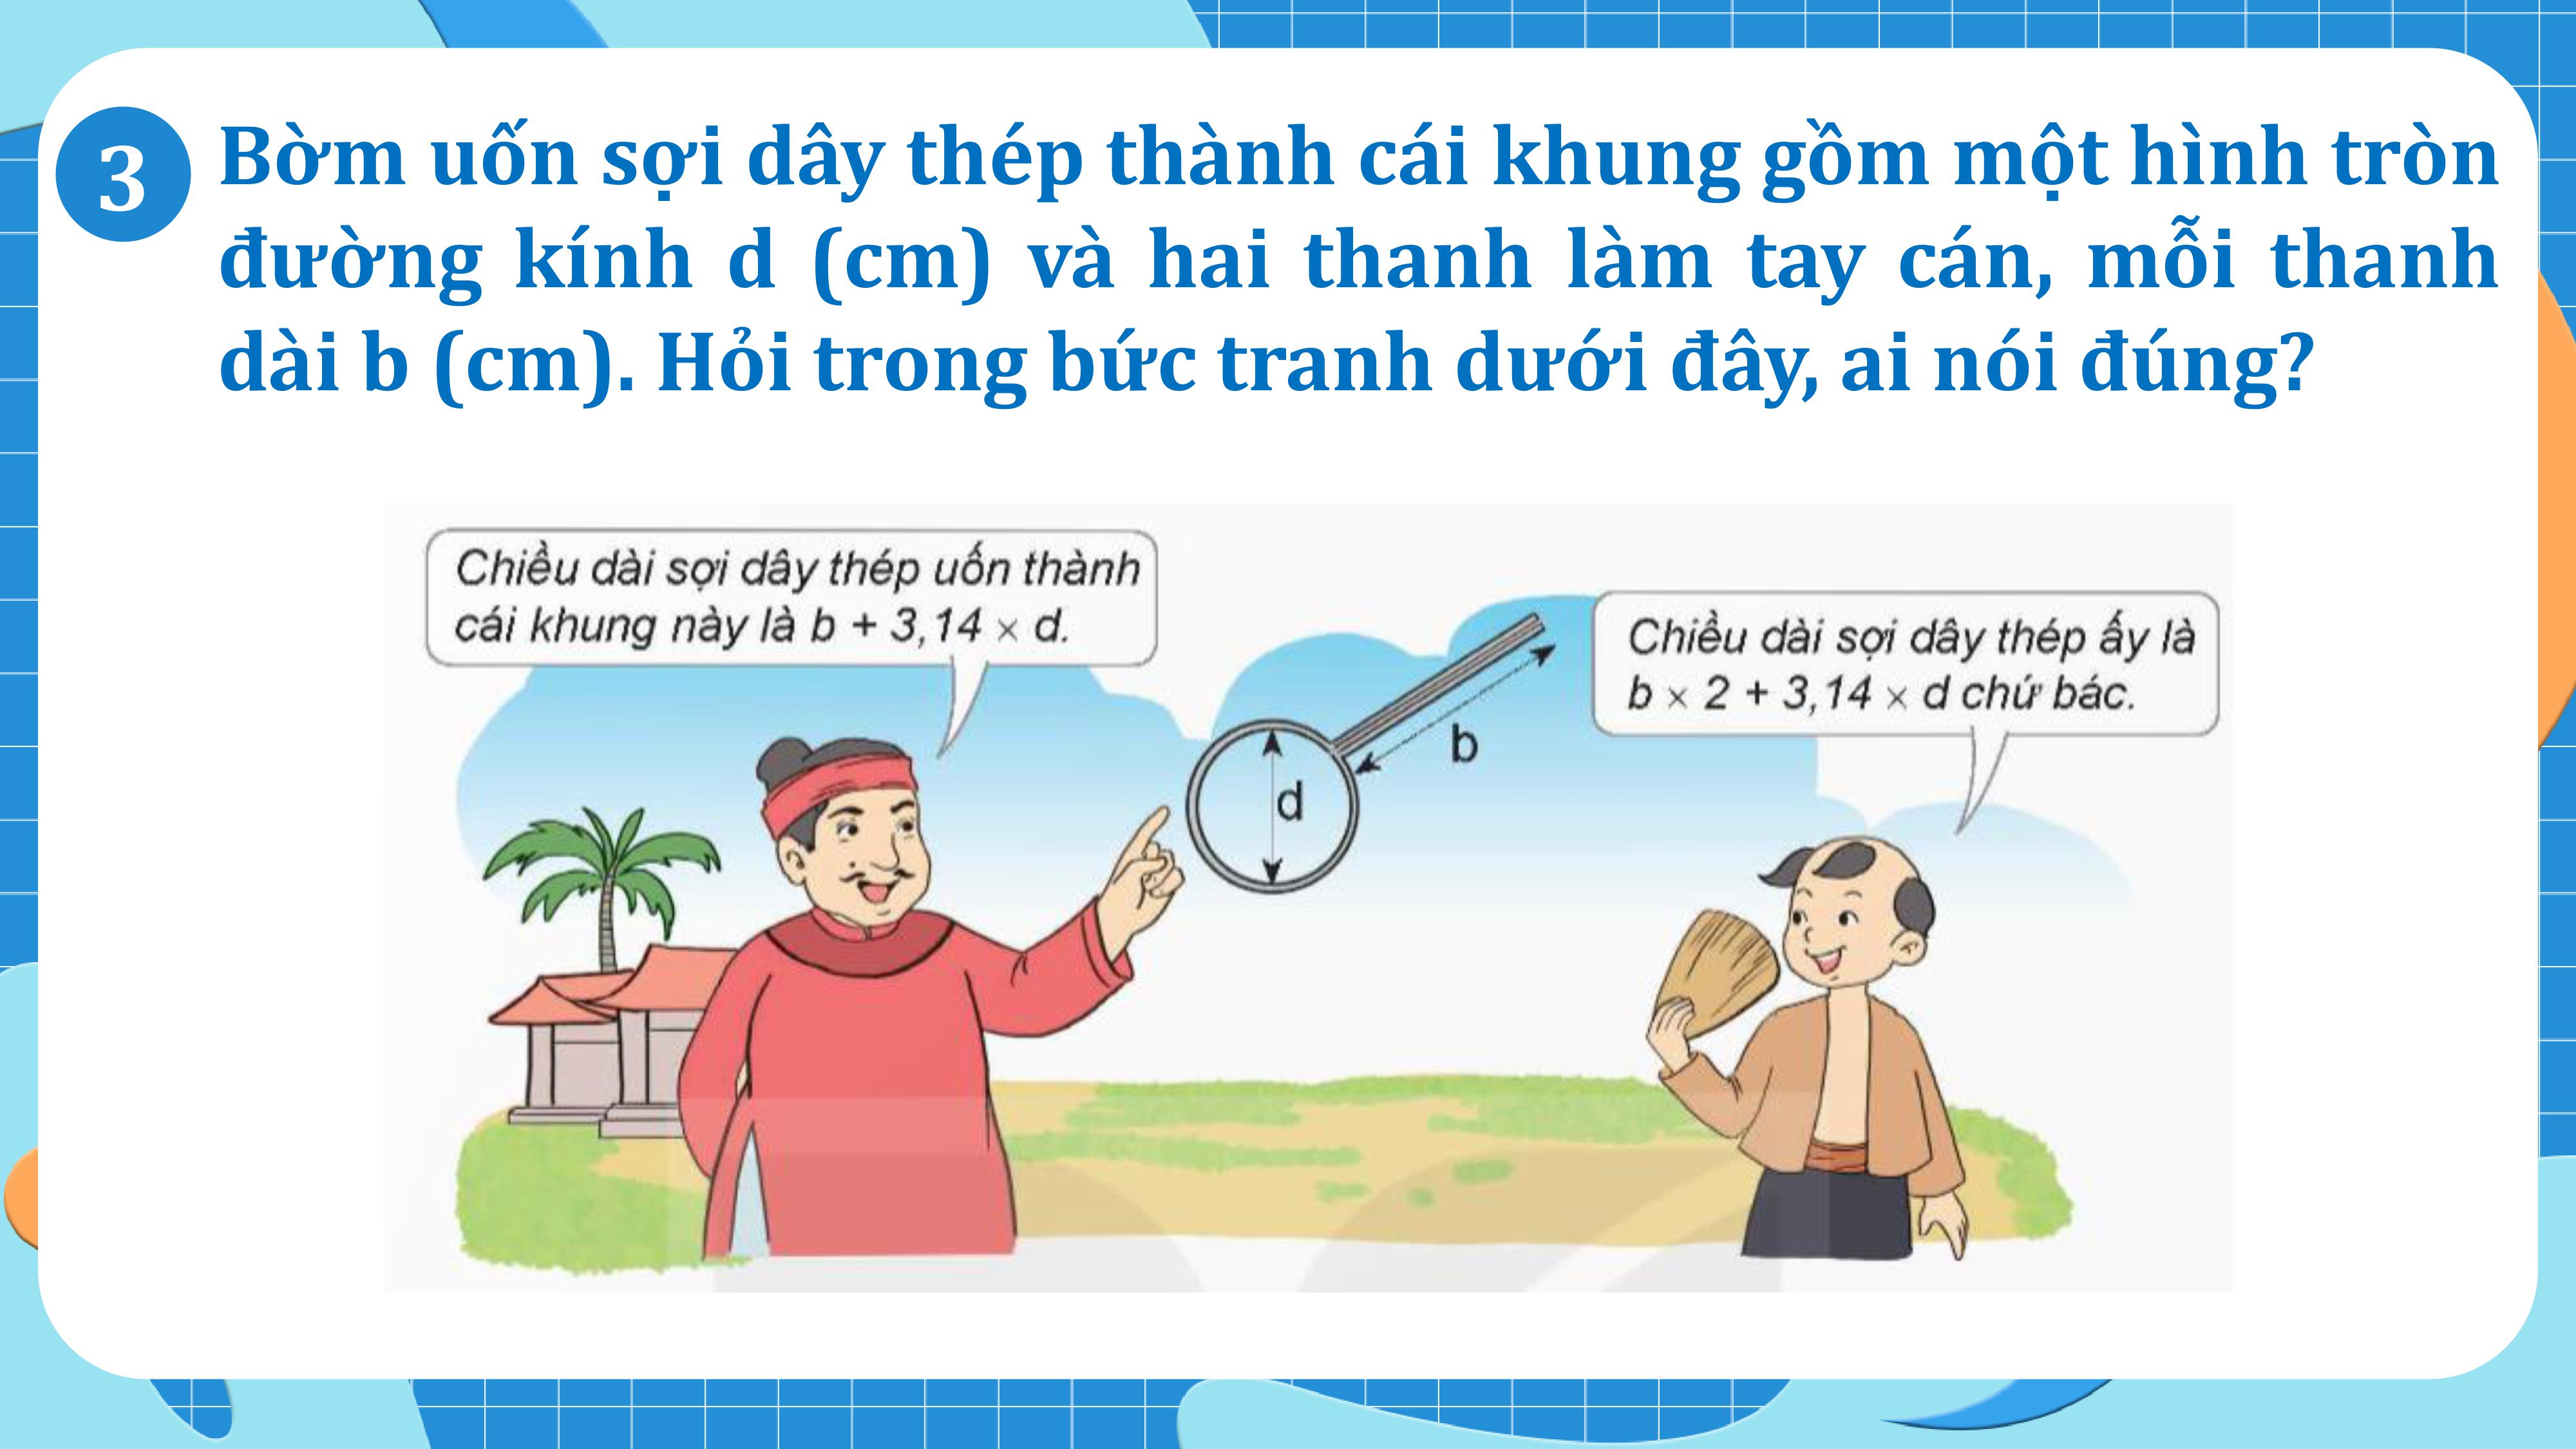 3
Bờm uốn sợi dây thép thành cái khung gồm một hình tròn
đường kính d (cm) và hai thanh làm tay cán, mỗi thanh
dài b (cm). Hỏi trong bức tranh dưới đây, ai nói đúng?
Chiều dài sợi dây thép uốn thành
cái khung này là b + 3,14 × d.
Chiều dài sợi dây thép ấy là
b × 2 + 3,14 × d chứ bác.
b
d